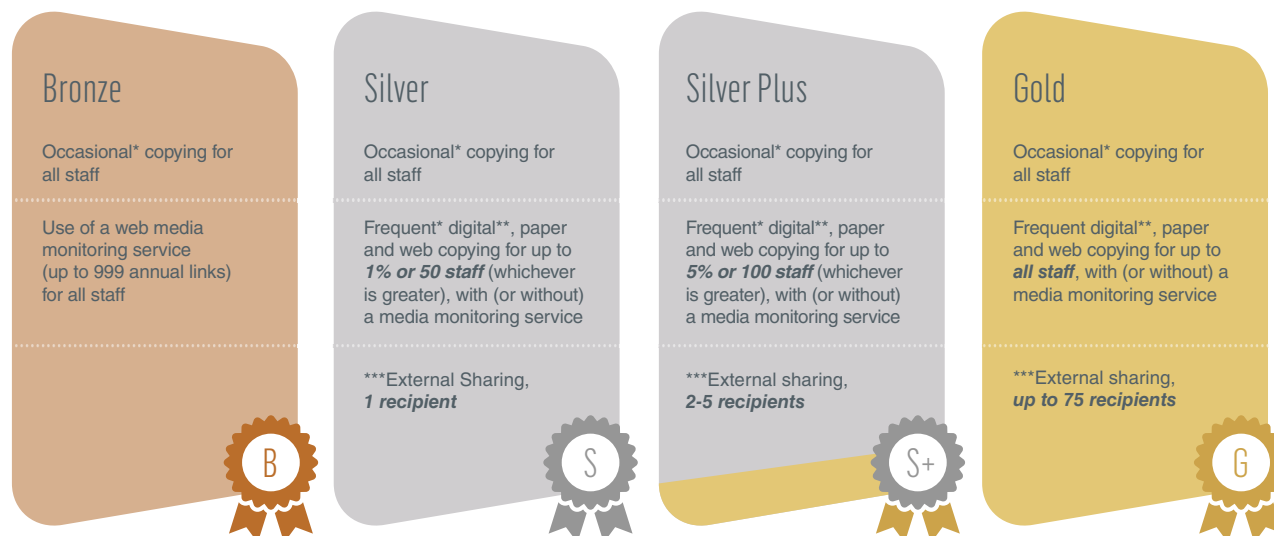 Bronze
Occasional* copying for
all staff
Use of a web media
monitoring service
(up to 999 annual links)
for all staff
B
Silver
Occasional* copying for
all staff
Frequent* digital**, paper
and web copying for up to
1% or 50 staff (whichever
is greater), with (or without)
a media monitoring service
***External Sharing,
1 recipient
S
Silver Plus
Occasional* copying for
all staff
Frequent* digital**, paper
and web copying for up to
5% or 100 staff (whichever
is greater), with (or without)
a media monitoring service
***External sharing,
2-5 recipients
S+
Gold
Occasional* copying for
all staff
Frequent digital**, paper
and web copying for up to
all staff, with (or without) a
media monitoring service
***External sharing,
up to 75 recipients
G